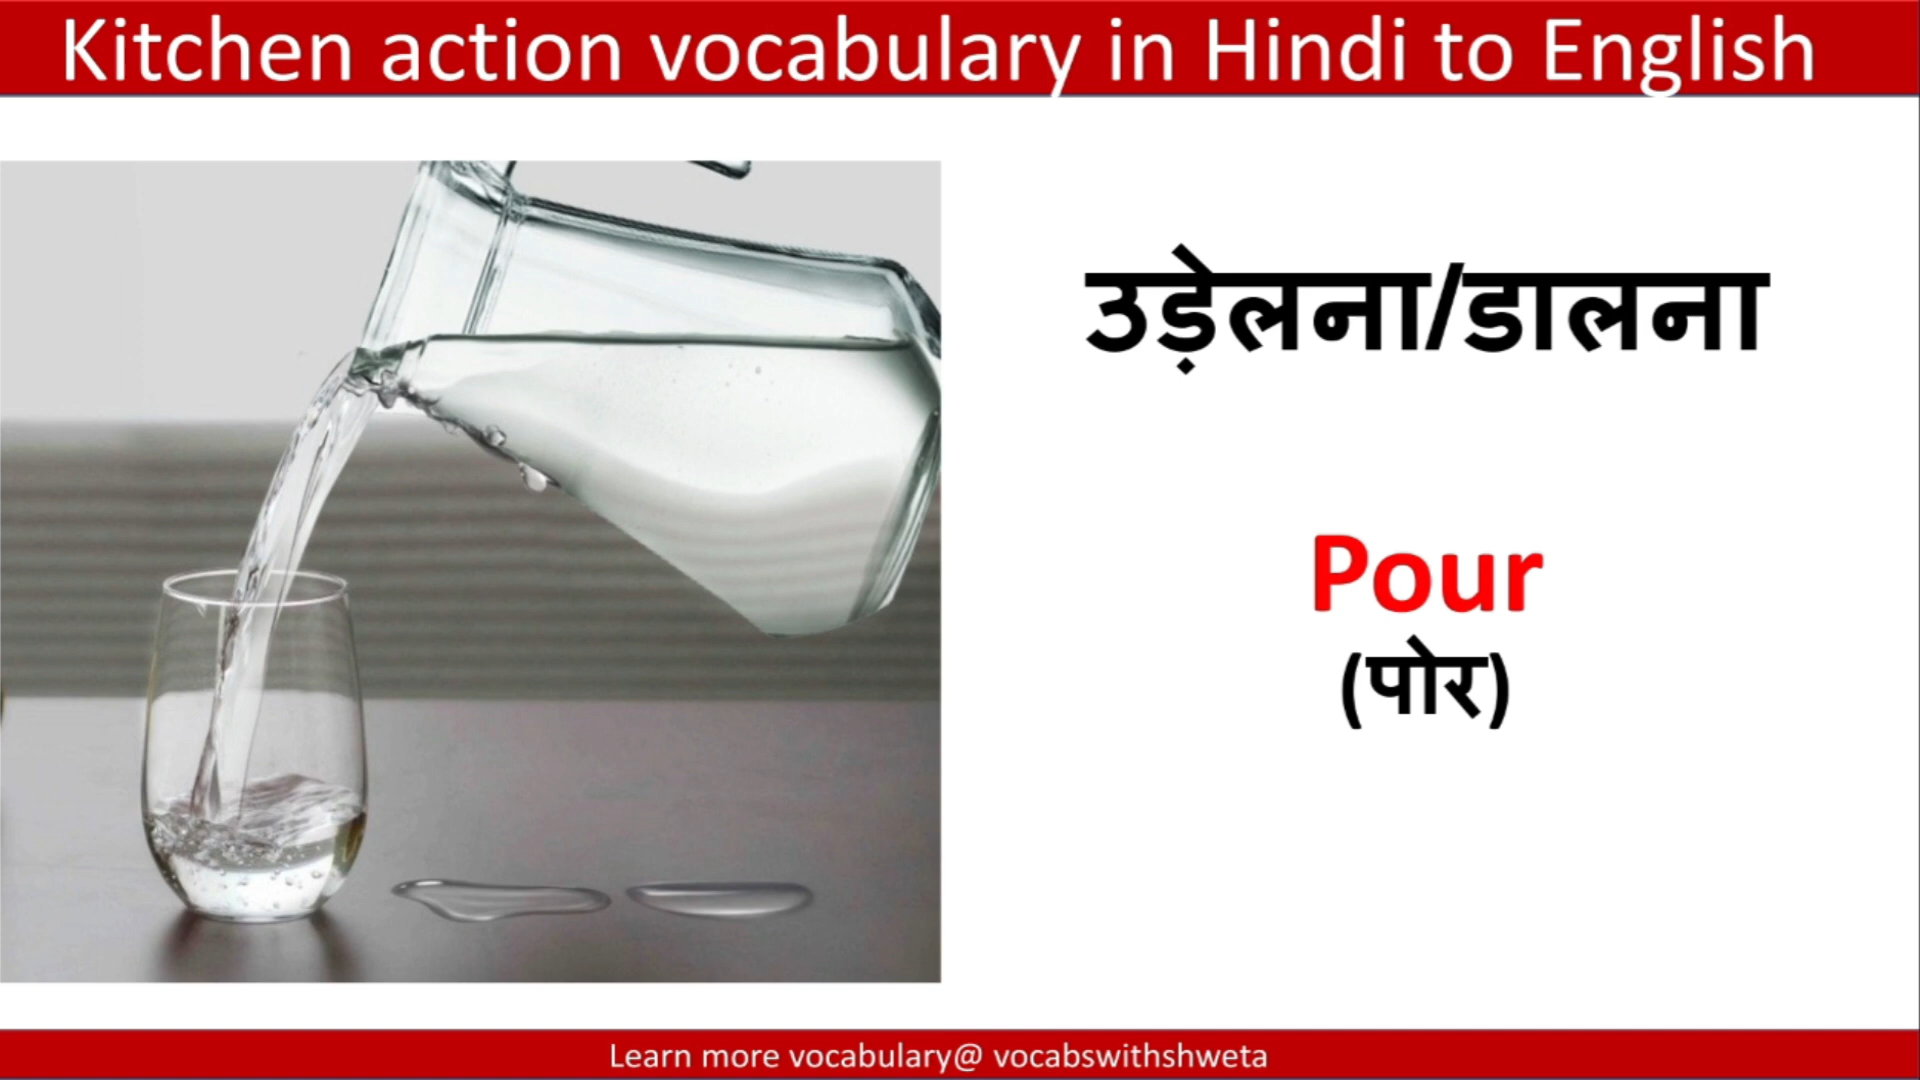 Kitchen action vocabulary in Hindi to English
उड़ेलना/डालना
Pour
(पोर)
Learn more vocabulary@ vocabswithshweta